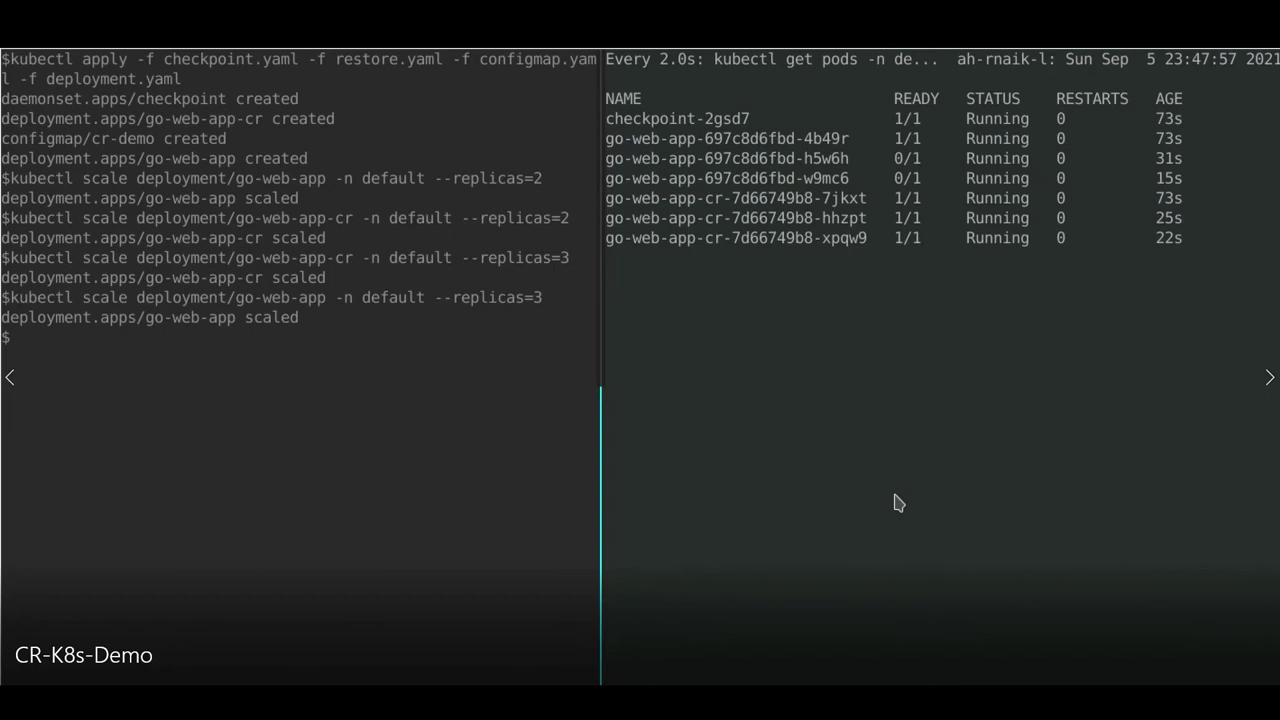 $kubectl apply -f checkpoint.yaml -f restore.yaml -f configmap.yam
l -f deployment.yaml
daemonset.apps/checkpoint created
deployment.apps/go-web-app-cr created
configmap/cr-demo created
deployment.apps/go-web-app created
$kubectl scale deployment/go-web-app -n default --replicas=2
deployment.apps/go-web-app scaled
$kubectl scale deployment/go-web-app-cr -n default --replicas=2
deployment.apps/go-web-app-cr scaled
$kubectl scale deployment/go-web-app-cr -n default --replicas=3
deployment.apps/go-web-app-cr scaled
$kubectl scale deployment/go-web-app -n default --replicas=3
deployment.apps/go-web-app scaled
$
Every 2.0s: kubectl get pods -n de... ah-rnaik-l: Sun Sep 5 23:47:57 2021
NAME READY STATUS RESTARTS AGE
checkpoint-2gsd7 1/1 Running 0 73s
go-web-app-697c8d6fbd-4b49r 1/1 Running 0 73s
go-web-app-697c8d6fbd-h5w6h 0/1 Running 0 31s
go-web-app-697c8d6fbd-w9mc6 0/1 Running 0 15s
go-web-app-cr-7d66749b8-7jkxt 1/1 Running 0 73s
go-web-app-cr-7d66749b8-hhzpt 1/1 Running 0 25s
go-web-app-cr-7d66749b8-xpqw9 1/1 Running 0 22s
CR-K8s-Demo